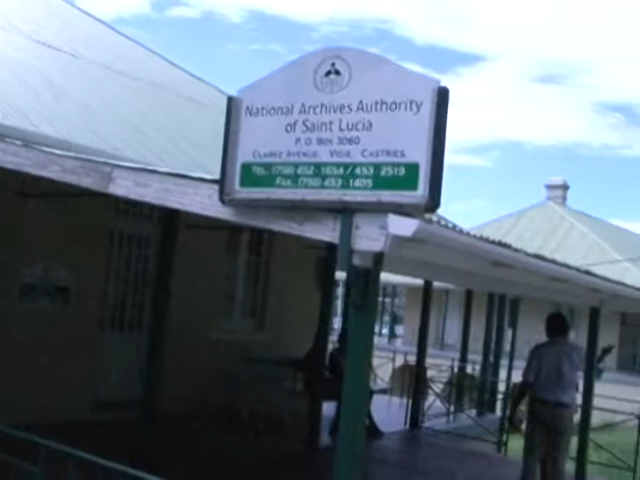 National Archives Authority
of Saint Lucia
P. O. Box 3060
CLARKE AVENUE, VIGIE, CASTRIES.
TEL: (758) 452-1654 / 453 2519
FAX. (758) 453-1405